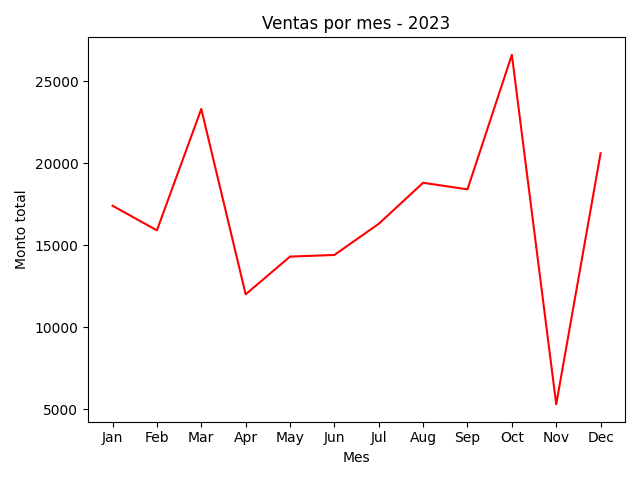 Ventas por mes - 2023
Monto total
25000
20000
15000
10000
5000
Jan Feb Mar Apr May Jun Jul Aug Sep Oct Nov Dec
Mes